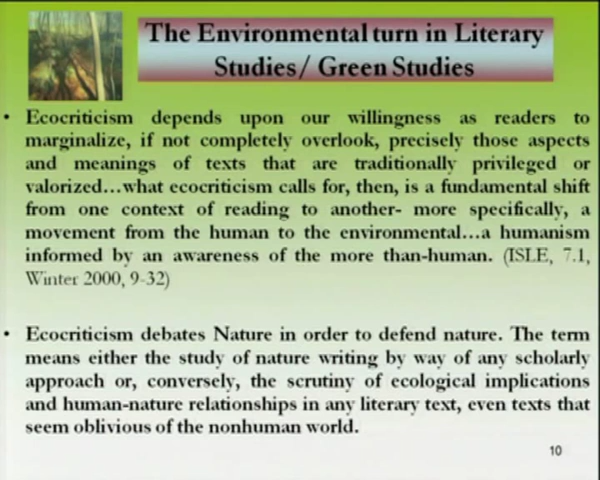 The Environmental turn in Literary
Studies/ Green Studies
• Ecocriticism depends upon our willingness as readers to
marginalize, if not completely overlook, precisely those aspects
and meanings of texts that are traditionally privileged or
valorized...what ecocriticism calls for, then, is a fundamental shift
from one context of reading to another- more specifically, a
movement from the human to the environmental...a humanism
informed by an awareness of the more than-human. (ISLE, 7.1,
Winter 2000, 9-32)
• Ecocriticism debates Nature in order to defend nature. The term
means either the study of nature writing by way of any scholarly
approach or, conversely, the scrutiny of ecological implications
and human-nature relationships in any literary text, even texts that
seem oblivious of the nonhuman world.
10